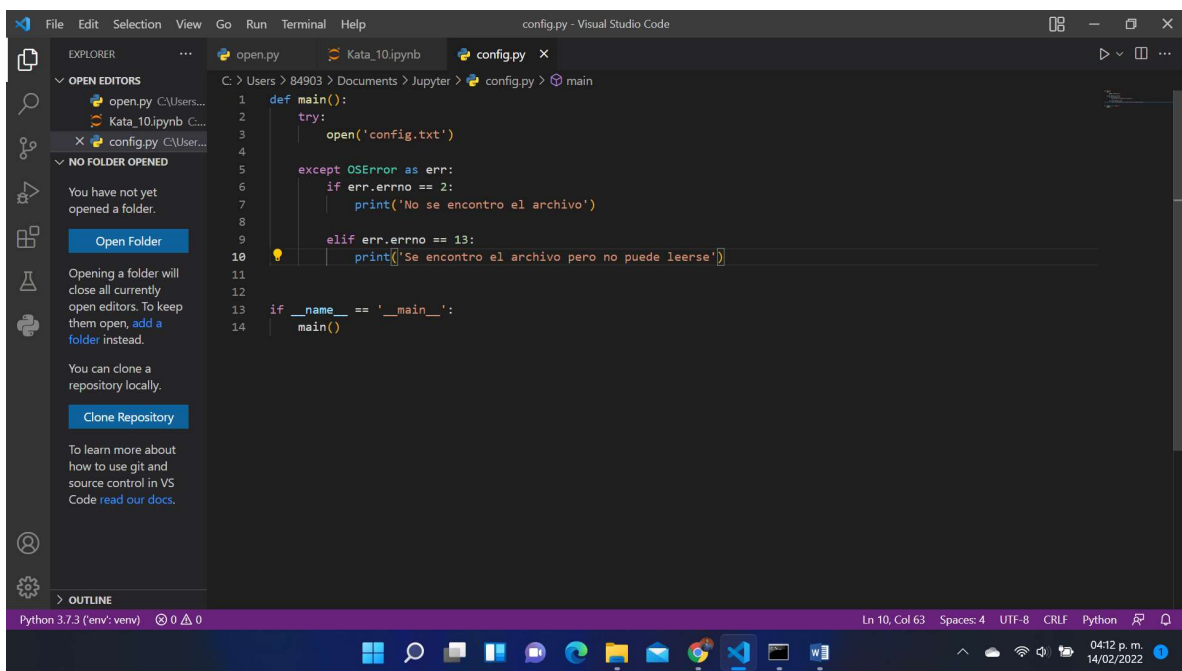 File Edit Selection View Go Run Terminal Help
config.py - Visual Studio Code
EXPLORER
OPEN EDITORS
open.py C:\Users...
Kata_10.ipynb C:...
config.py C:\User...
NO FOLDER OPENED
You have not yet
opened a folder.
Open Folder
Opening a folder will
close all currently
open editors. To keep
them open, add a
folder instead.
You can clone a
repository locally.
Clone Repository
To learn more about
how to use git and
source control in VS
Code read our docs.
OUTLINE
open.py Kata_10.ipynb config.py
C: > Users > 84903 > Documents > Jupyter > config.py > main
1 def main():
2 try:
3 open('config.txt')
4
5 except OSError as err:
6 if err.errno == 2:
7 print('No se encontro el archivo')
8
9 elif err.errno == 13:
10 print('Se encontro el archivo pero no puede leerse')
11
12
13 if __name__ == '__main__':
14 main()
Python 3.7.3 ('env': venv) 0 0
Ln 10, Col 63 Spaces: 4 UTF-8 CRLF Python
04:12 p. m.
14/02/2022
1